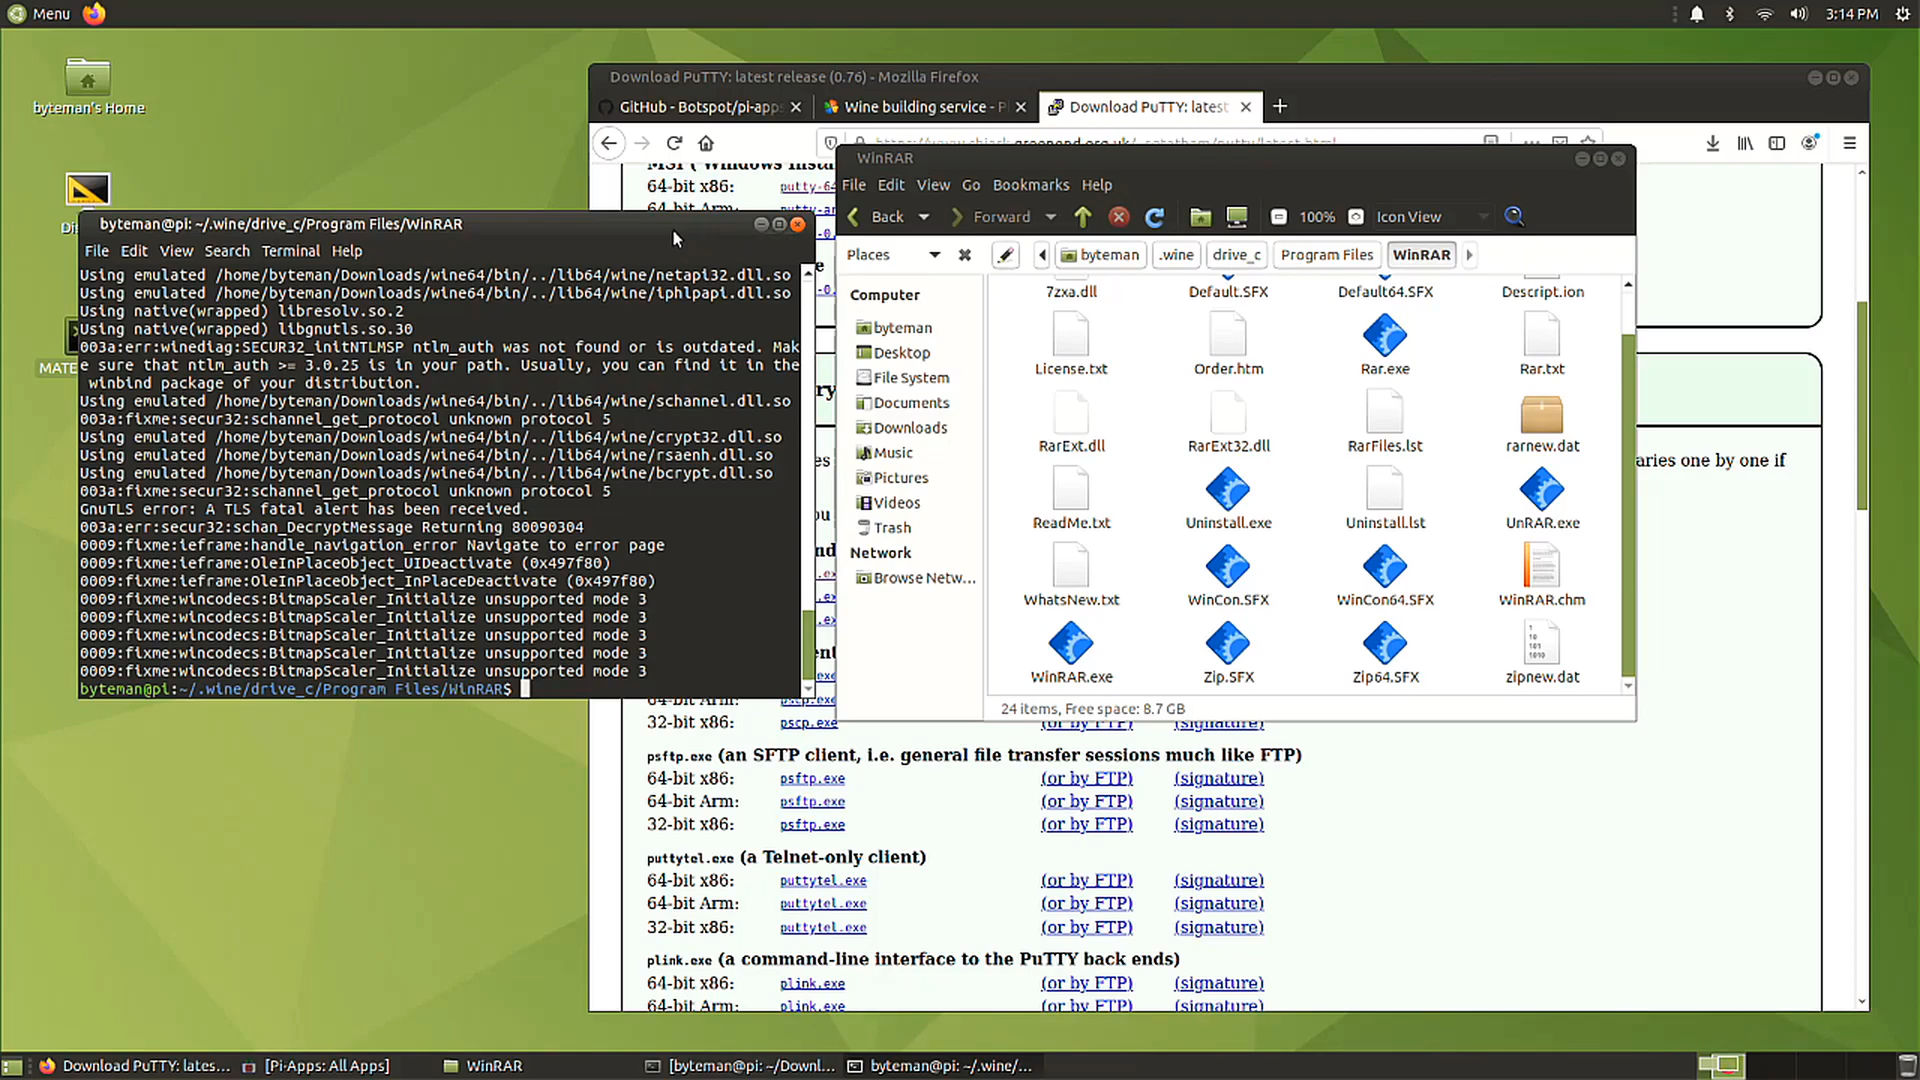 Menu
3:14 PM
byteman's Home
Download PuTTY: latest release (0.76) - Mozilla Firefox
GitHub - Botspot/pi-apps
Wine building service - P
Download PuTTY: latest
64-bit x86:
putty-64
WinRAR
File Edit View Go Bookmarks Help
Back Forward 100% Icon View
Places
byteman .wine drive_c Program Files WinRAR
Computer
byteman
Desktop
File System
Documents
Downloads
Music
Pictures
Videos
Trash
Network
Browse Netw...
7zxa.dll Default.SFX Default64.SFX Descript.ion
License.txt Order.htm Rar.exe Rar.txt
RarExt.dll RarExt32.dll RarFiles.lst rarnew.dat
ReadMe.txt Uninstall.exe Uninstall.lst UnRAR.exe
WhatsNew.txt WinCon.SFX WinCon64.SFX WinRAR.chm
WinRAR.exe Zip.SFX Zip64.SFX zipnew.dat
24 items, Free space: 8.7 GB
byteman@pi: ~/.wine/drive_c/Program Files/WinRAR
File Edit View Search Terminal Help
Using emulated /home/byteman/Downloads/wine64/bin/../lib64/wine/netapi32.dll.so
Using emulated /home/byteman/Downloads/wine64/bin/../lib64/wine/iphlpapi.dll.so
Using native(wrapped) libresolv.so.2
Using native(wrapped) libgnutls.so.30
003a:err:winediag:SECUR32_initNTLMSP ntlm_auth was not found or is outdated. Mak
e sure that ntlm_auth >= 3.0.25 is in your path. Usually, you can find it in the
winbind package of your distribution.
Using emulated /home/byteman/Downloads/wine64/bin/../lib64/wine/schannel.dll.so
003a:fixme:secur32:schannel_get_protocol unknown protocol 5
Using emulated /home/byteman/Downloads/wine64/bin/../lib64/wine/crypt32.dll.so
Using emulated /home/byteman/Downloads/wine64/bin/../lib64/wine/rsaenh.dll.so
Using emulated /home/byteman/Downloads/wine64/bin/../lib64/wine/bcrypt.dll.so
003a:fixme:secur32:schannel_get_protocol unknown protocol 5
GnuTLS error: A TLS fatal alert has been received.
003a:err:secur32:schan_DecryptMessage Returning 80090304
0009:fixme:ieframe:handle_navigation_error Navigate to error page
0009:fixme:ieframe:OleInPlaceObject_UIDeactivate (0x497f80)
0009:fixme:ieframe:OleInPlaceObject_InPlaceDeactivate (0x497f80)
0009:fixme:wincodecs:BitmapScaler_Initialize unsupported mode 3
0009:fixme:wincodecs:BitmapScaler_Initialize unsupported mode 3
0009:fixme:wincodecs:BitmapScaler_Initialize unsupported mode 3
0009:fixme:wincodecs:BitmapScaler_Initialize unsupported mode 3
0009:fixme:wincodecs:BitmapScaler_Initialize unsupported mode 3
byteman@pi:~/.wine/drive_c/Program Files/WinRAR$
MATE
aries one by one if
32-bit x86: pscp.exe (or by FTP) (signature)
psftp.exe (an SFTP client, i.e. general file transfer sessions much like FTP)
64-bit x86: psftp.exe (or by FTP) (signature)
64-bit Arm: psftp.exe (or by FTP) (signature)
32-bit x86: psftp.exe (or by FTP) (signature)
puttytel.exe (a Telnet-only client)
64-bit x86: puttytel.exe (or by FTP) (signature)
64-bit Arm: puttytel.exe (or by FTP) (signature)
32-bit x86: puttytel.exe (or by FTP) (signature)
plink.exe (a command-line interface to the PuTTY back ends)
64-bit x86: plink.exe (or by FTP) (signature)
64-bit Arm: plink.exe (or by FTP) (signature)
Download PuTTY: lates...
[Pi-Apps: All Apps]
WinRAR
[byteman@pi: ~/Downl...
byteman@pi: ~/.wine/...